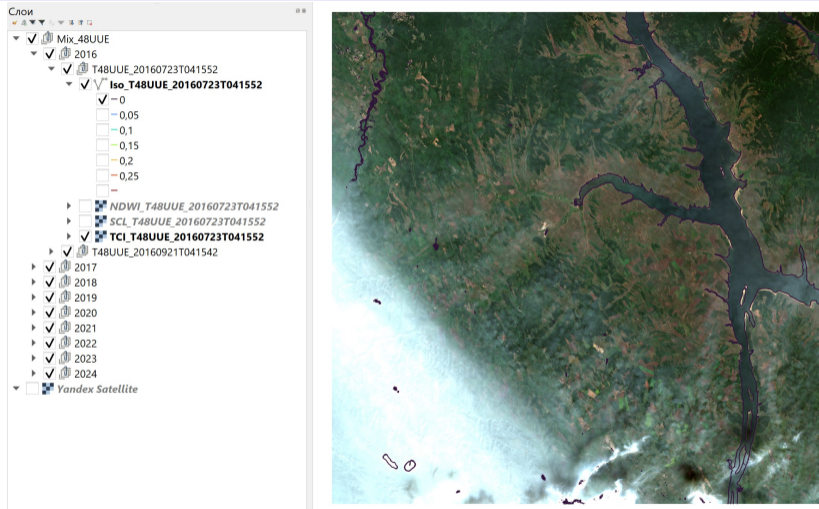 Слои
Mix_48UUE
2016
T48UUE_20160723T041552
Iso_T48UUE_20160723T041552
0
0,05
0,1
0,15
0,2
0,25
NDWI_T48UUE_20160723T041552
SCL_T48UUE_20160723T041552
TCI_T48UUE_20160723T041552
T48UUE_20160921T041542
2017
2018
2019
2020
2021
2022
2023
2024
Yandex Satellite